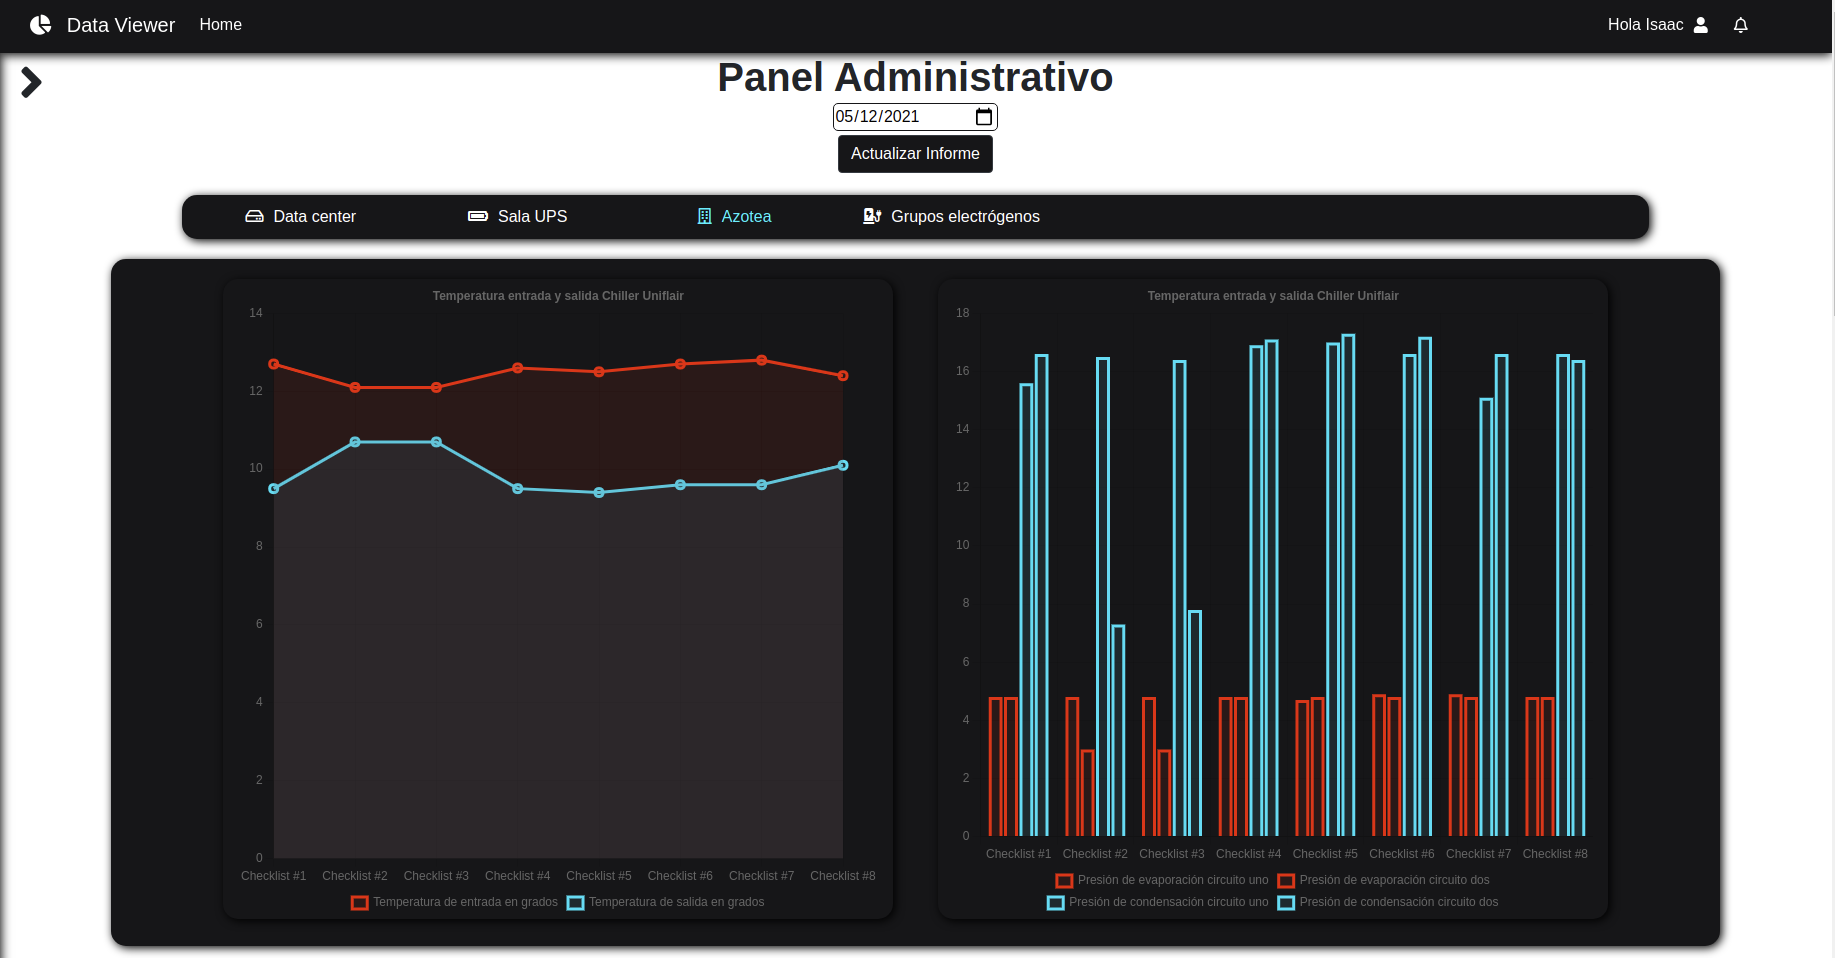 Data Viewer Home Hola Isaac
Panel Administrativo
05/12/2021
Actualizar Informe
Data center Sala UPS Azotea Grupos electrógenos
Temperatura entrada y salida Chiller Uniflair
14
12
10
8
6
4
2
0
Checklist #1 Checklist #2 Checklist #3 Checklist #4 Checklist #5 Checklist #6 Checklist #7 Checklist #8
Temperatura de entrada en grados Temperatura de salida en grados
Temperatura entrada y salida Chiller Uniflair
18
16
14
12
10
8
6
4
2
0
Checklist #1 Checklist #2 Checklist #3 Checklist #4 Checklist #5 Checklist #6 Checklist #7 Checklist #8
Presión de evaporación circuito uno Presión de evaporación circuito dos
Presión de condensación circuito uno Presión de condensación circuito dos